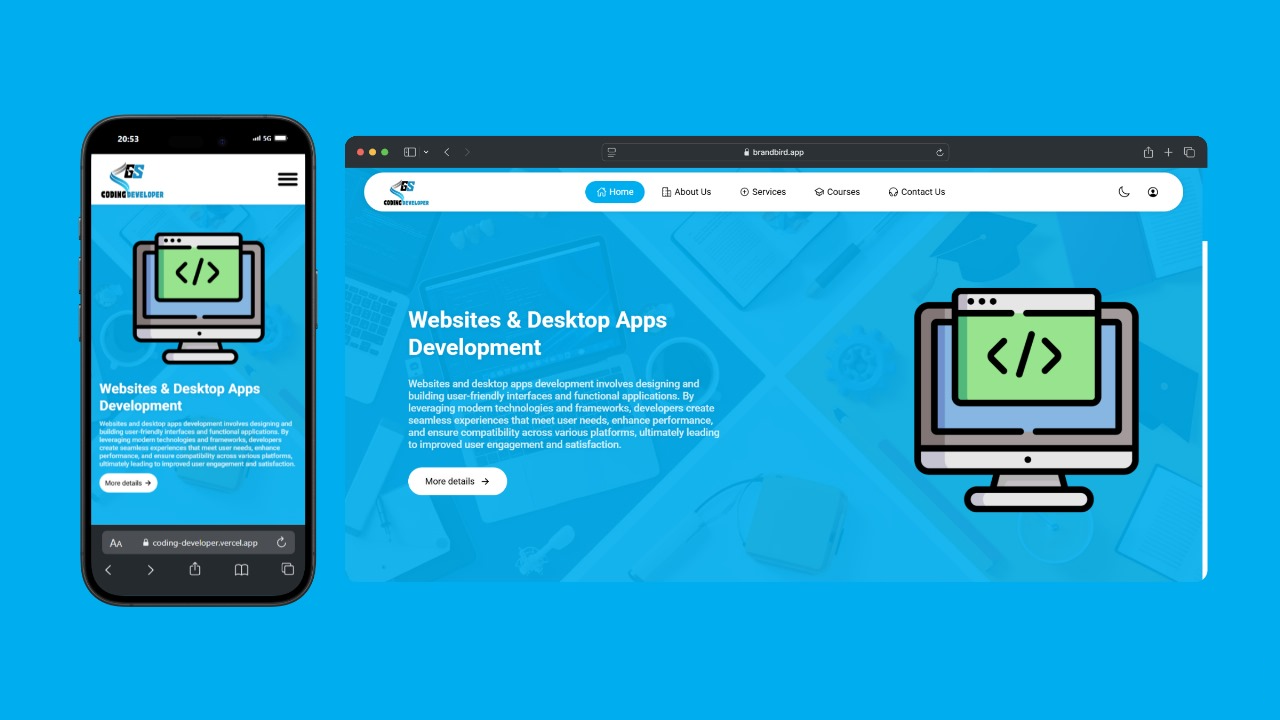 20:53
5G
GS
CODING DEVELOPER
</>
Websites & Desktop Apps
Development
Websites and desktop apps development involves designing and
building user-friendly interfaces and functional applications. By
leveraging modern technologies and frameworks, developers
create seamless experiences that meet user needs, enhance
performance, and ensure compatibility across various platforms,
ultimately leading to improved user engagement and satisfaction.
More details →
AA coding-developer.vercel.app
brandbird.app
GS
CODING DEVELOPER
Home About Us Services Courses Contact Us
Websites & Desktop Apps
Development
Websites and desktop apps development involves designing and
building user-friendly interfaces and functional applications. By
leveraging modern technologies and frameworks, developers create
seamless experiences that meet user needs, enhance performance,
and ensure compatibility across various platforms, ultimately leading
to improved user engagement and satisfaction.
More details →
</>